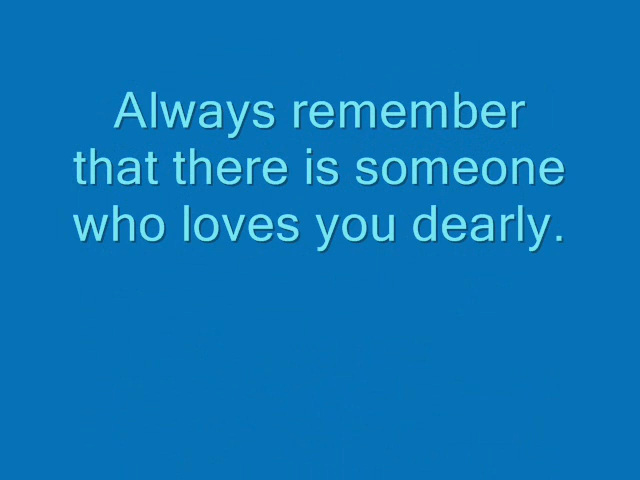 Always remember
that there is someone
who loves you dearly.